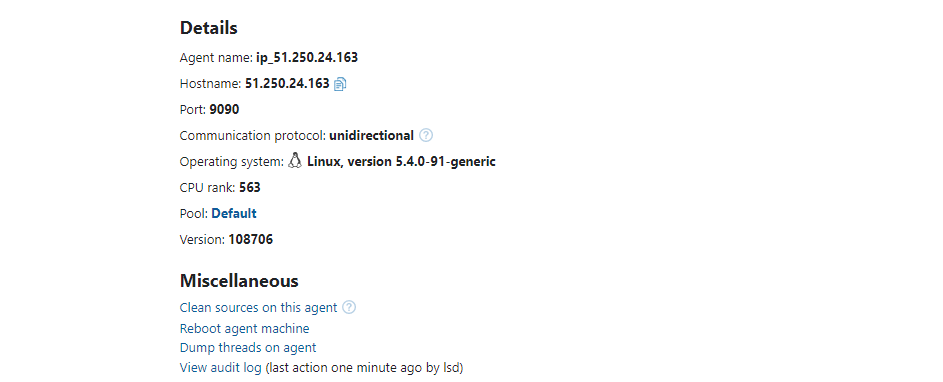 Details
Agent name: ip_51.250.24.163
Hostname: 51.250.24.163
Port: 9090
Communication protocol: unidirectional ?
Operating system: Linux, version 5.4.0-91-generic
CPU rank: 563
Pool: Default
Version: 108706
Miscellaneous
Clean sources on this agent ?
Reboot agent machine
Dump threads on agent
View audit log (last action one minute ago by lsd)